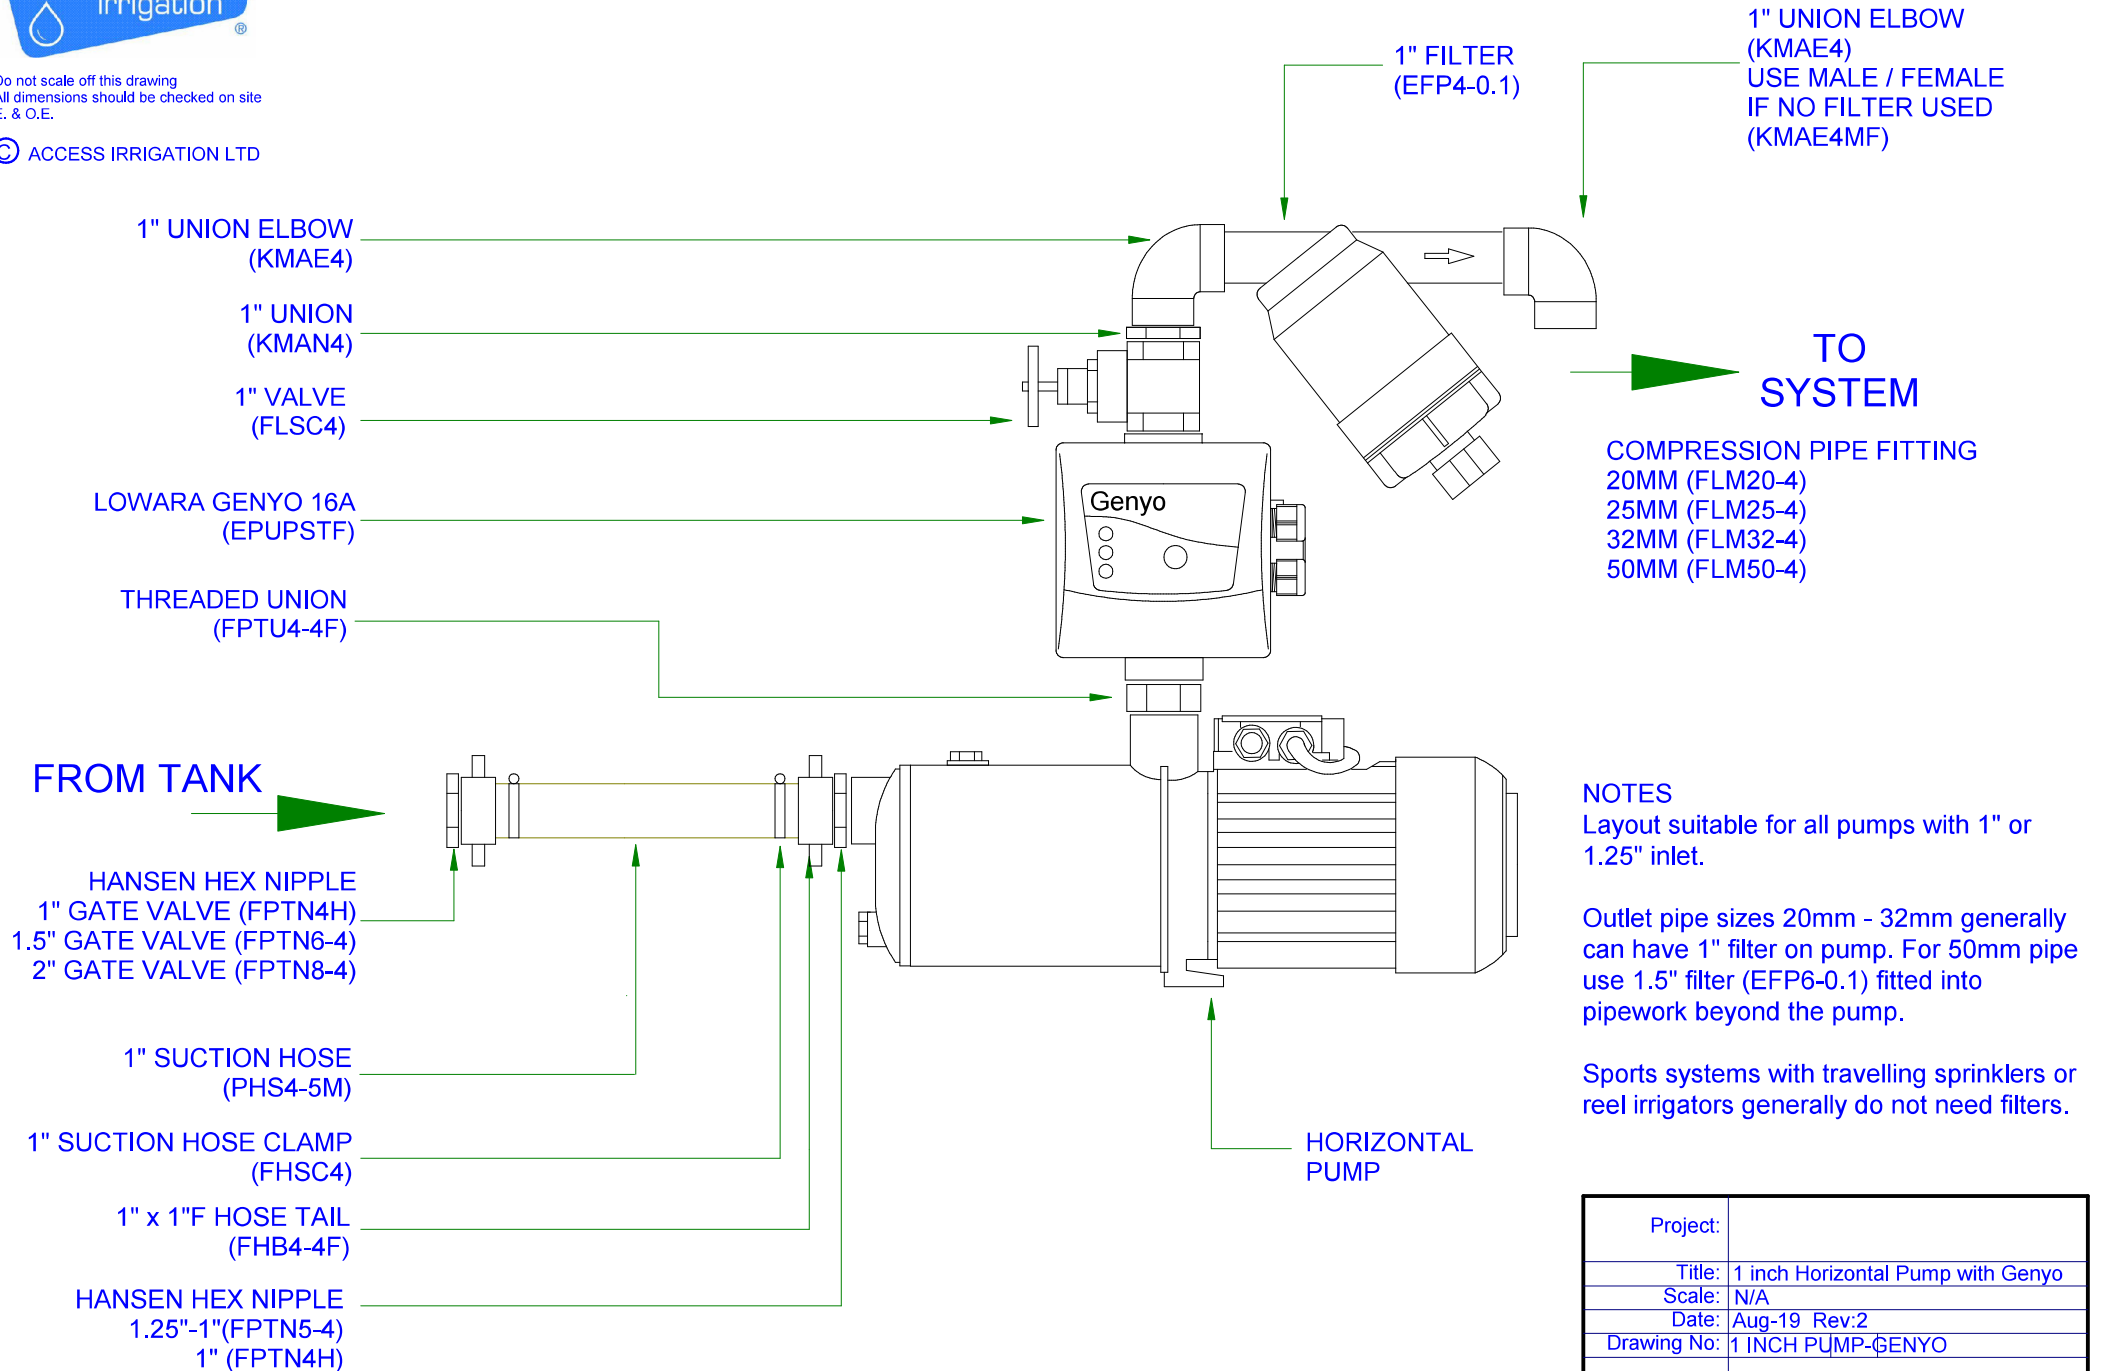 irrigation
®
Do not scale off this drawing
All dimensions should be checked on site
E. & O.E.
© ACCESS IRRIGATION LTD
1" UNION ELBOW
(KMAE4)
1" UNION
(KMAN4)
1" VALVE
(FLSC4)
LOWARA GENYO 16A
(EPUPSTF)
THREADED UNION
(FPTU4-4F)
FROM TANK
HANSEN HEX NIPPLE
1" GATE VALVE (FPTN4H)
1.5" GATE VALVE (FPTN6-4)
2" GATE VALVE (FPTN8-4)
1" SUCTION HOSE
(PHS4-5M)
1" SUCTION HOSE CLAMP
(FHSC4)
1" x 1"F HOSE TAIL
(FHB4-4F)
HANSEN HEX NIPPLE
1.25"-1"(FPTN5-4)
1" (FPTN4H)
1" FILTER
(EFP4-0.1)
1" UNION ELBOW
(KMAE4)
USE MALE / FEMALE
IF NO FILTER USED
(KMAE4MF)
Genyo
TO
SYSTEM
COMPRESSION PIPE FITTING
20MM (FLM20-4)
25MM (FLM25-4)
32MM (FLM32-4)
50MM (FLM50-4)
HORIZONTAL
PUMP
NOTES
Layout suitable for all pumps with 1" or
1.25" inlet.
Outlet pipe sizes 20mm - 32mm generally
can have 1" filter on pump. For 50mm pipe
use 1.5" filter (EFP6-0.1) fitted into
pipework beyond the pump.
Sports systems with travelling sprinklers or
reel irrigators generally do not need filters.
Project:
Title: 1 inch Horizontal Pump with Genyo
Scale: N/A
Date: Aug-19 Rev:2
Drawing No: 1 INCH PUMP-GENYO